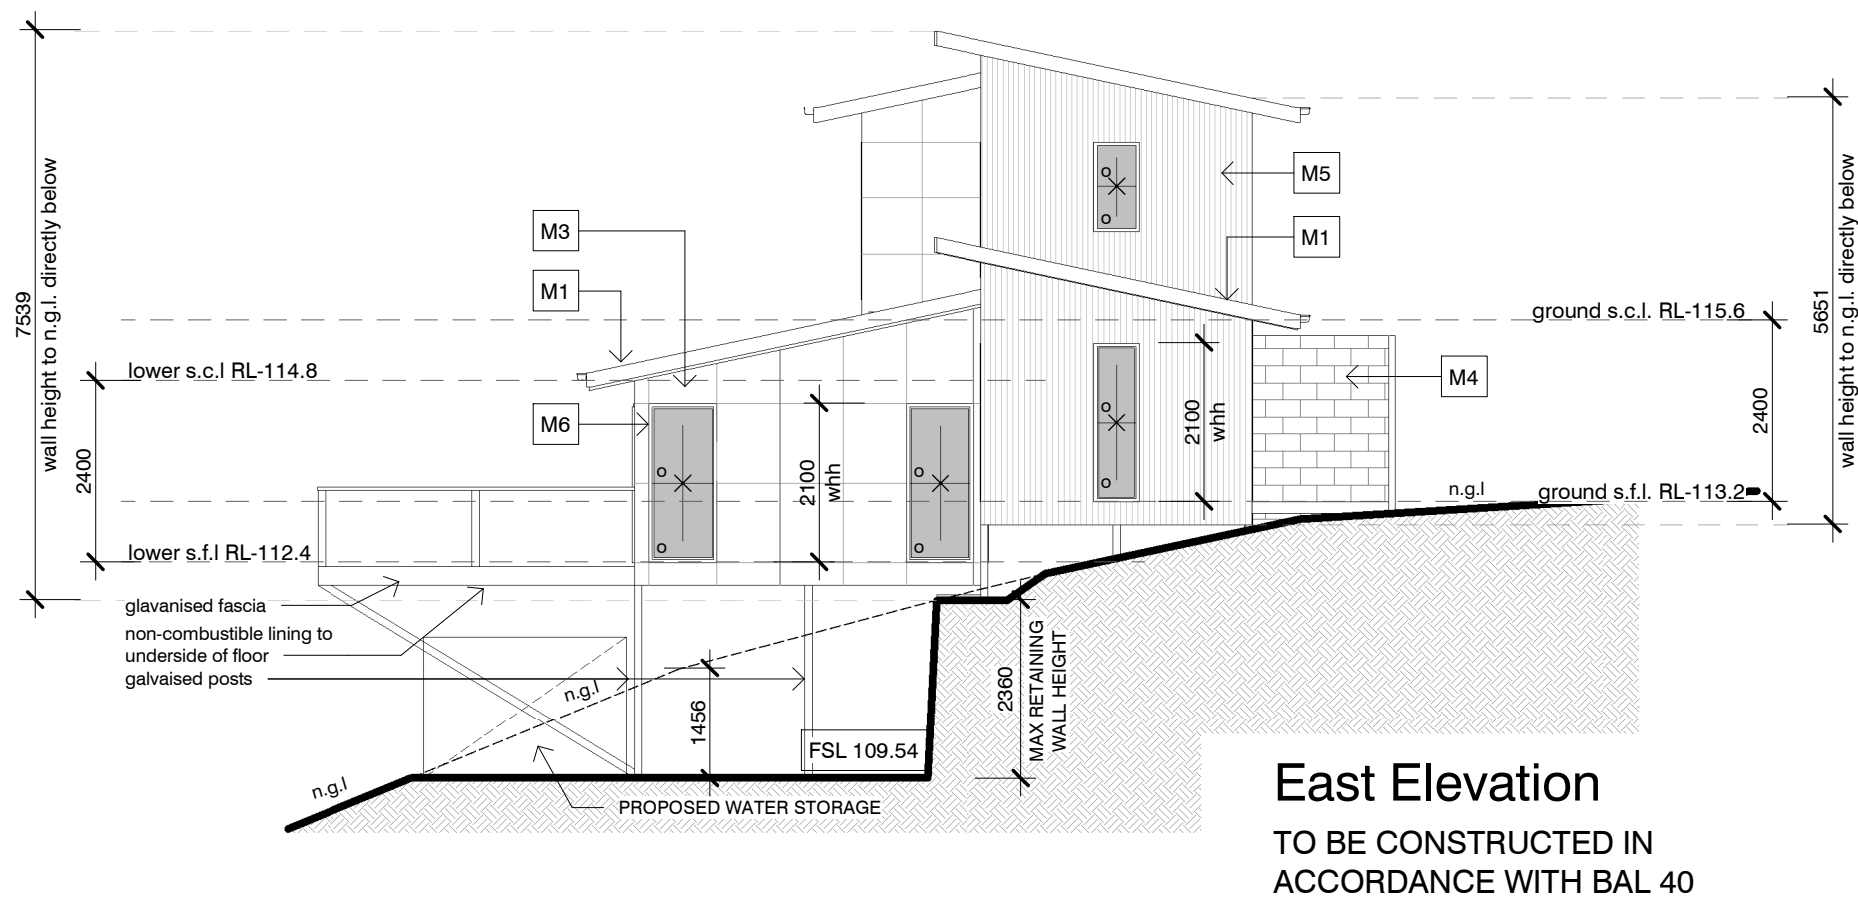 7539
wall height to n.g.l. directly below
M5
M3
M1
M1
5651
wall height to n.g.l. directly below
ground s.c.l. RL-115.6
lower s.c.l RL-114.8
M4
M6
2400
2100
whh
2100
whh
2400
n.g.l
ground s.f.l. RL-113.2
lower s.f.l RL-112.4
glavanised fascia
non-combustible lining to
underside of floor
galvaised posts
n.g.l
1456
2360
MAX RETAINING
WALL HEIGHT
FSL 109.54
n.g.l
PROPOSED WATER STORAGE
East Elevation
TO BE CONSTRUCTED IN
ACCORDANCE WITH BAL 40